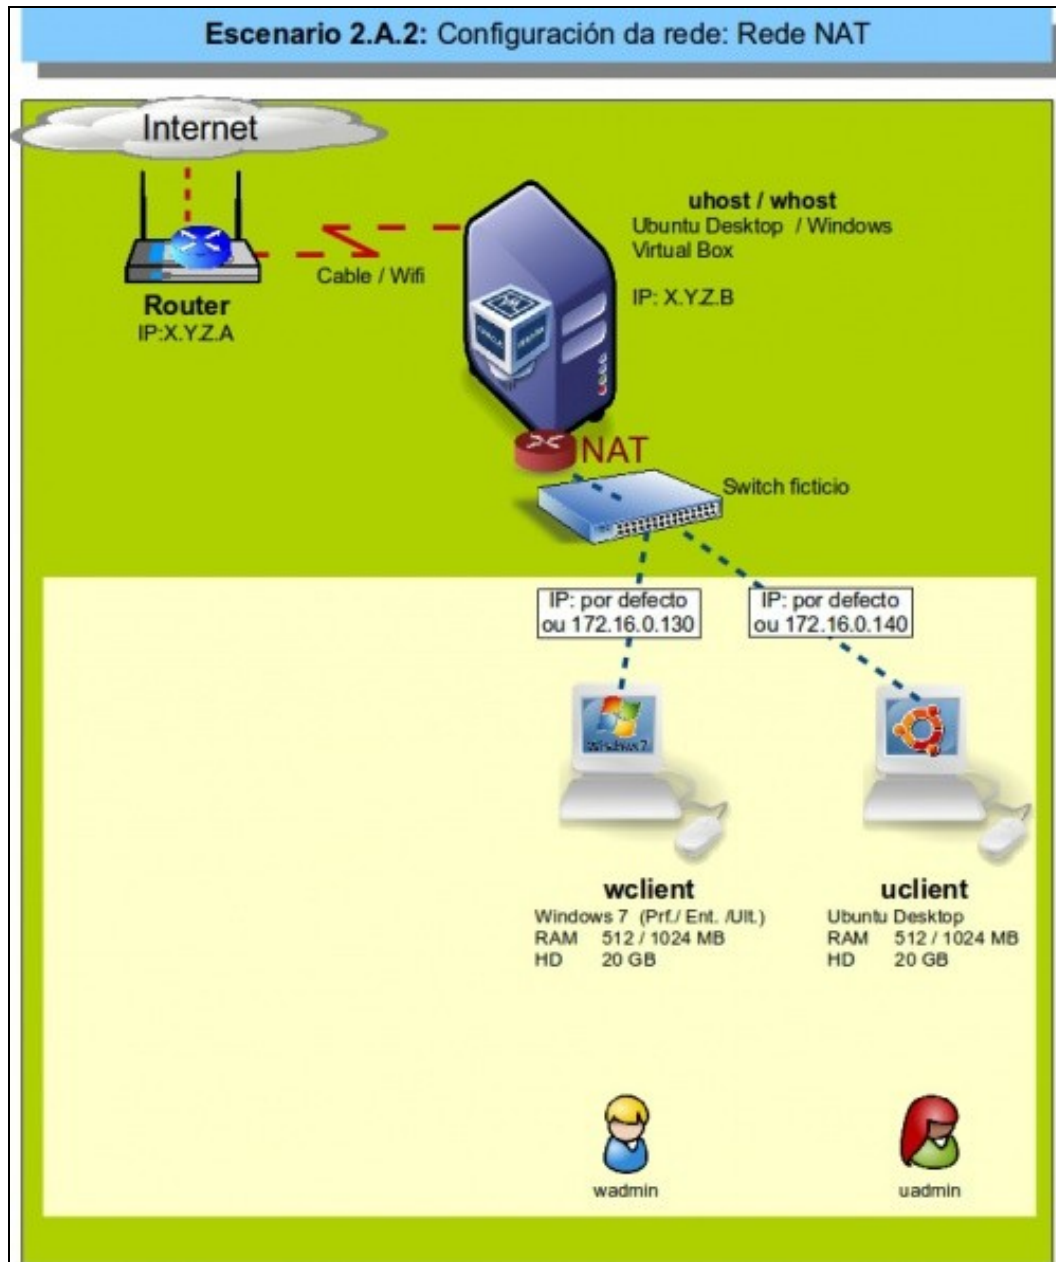 Escenario 2.A.2: Configuración da rede: Rede NAT
Internet
Cable / Wifi
Router
IP:X.Y.Z.A
uhost / whost
Ubuntu Desktop / Windows
Virtual Box
IP: X.Y.Z.B
NAT
Switch ficticio
IP: por defecto
ou 172.16.0.130
IP: por defecto
ou 172.16.0.140
Windows 7
wclient
Windows 7 (Prf./ Ent. /Ult.)
RAM 512 / 1024 MB
HD 20 GB
uclient
Ubuntu Desktop
RAM 512 / 1024 MB
HD 20 GB
wadmin
uadmin